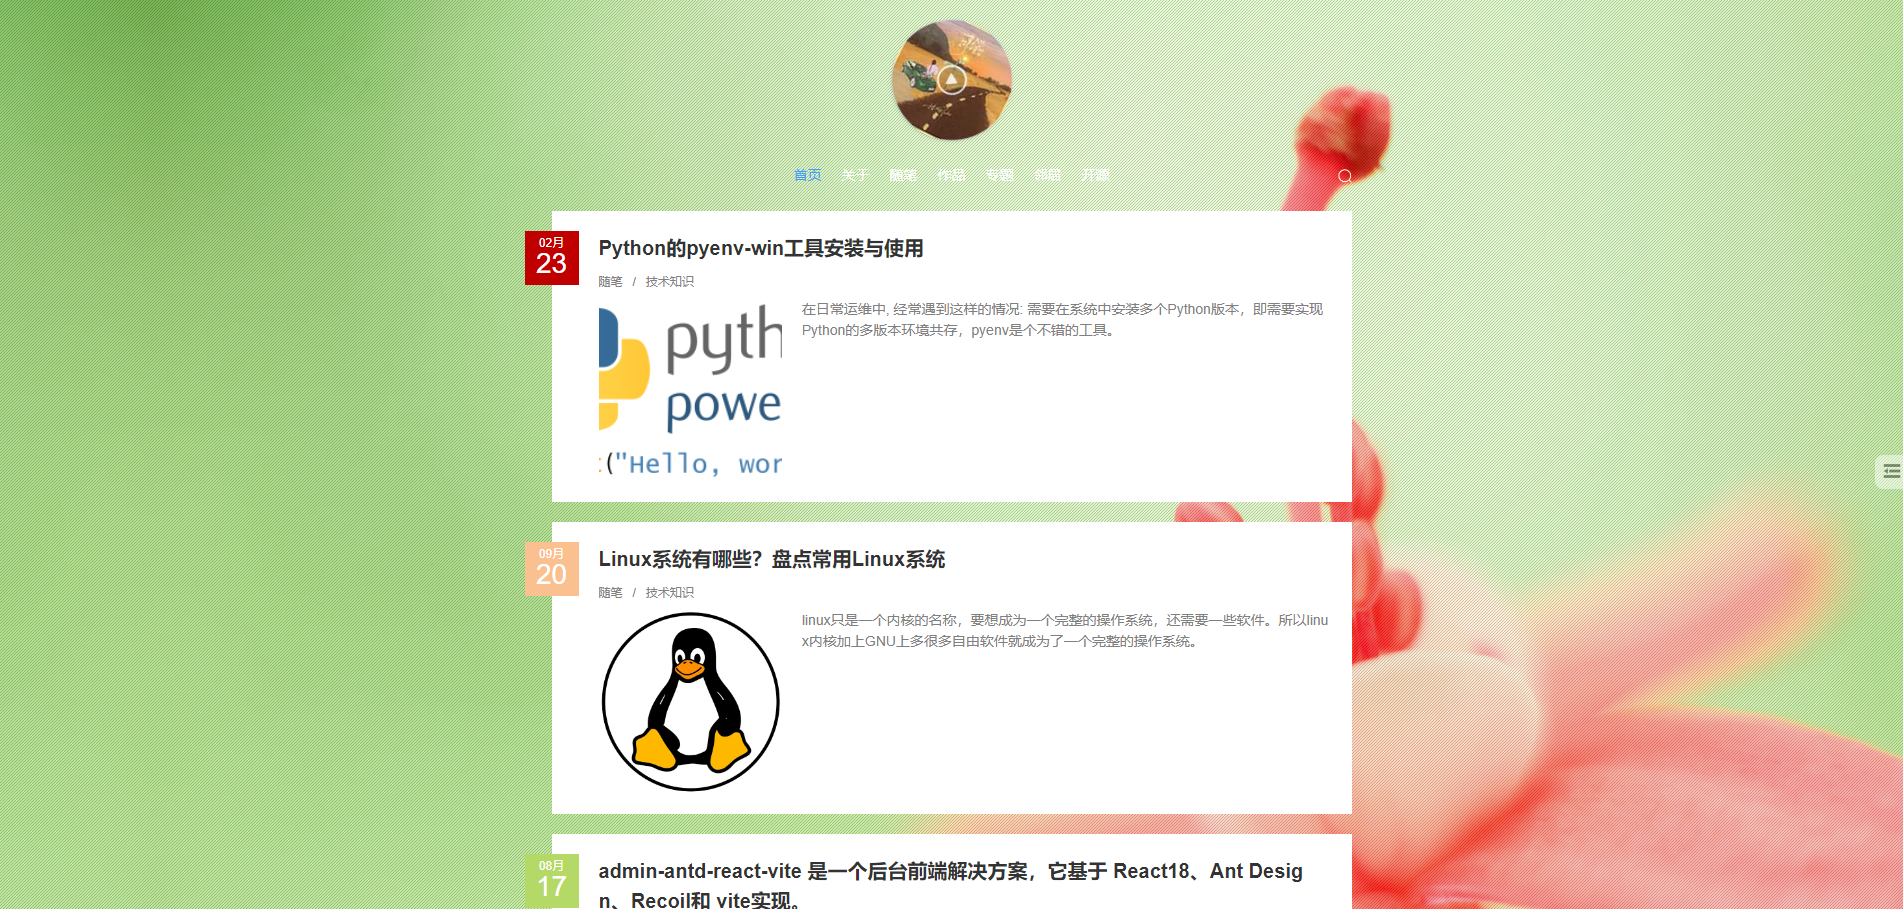 首页 关于 随笔 作品 专题 邻居 开源
02月
23
Python的pyenv-win工具安装与使用
随笔 / 技术知识
在日常运维中, 经常遇到这样的情况: 需要在系统中安装多个Python版本，即需要实现
Python的多版本环境共存，pyenv是个不错的工具。
pyth
powe
("Hello, wor
09月
20
Linux系统有哪些？盘点常用Linux系统
随笔 / 技术知识
linux只是一个内核的名称，要想成为一个完整的操作系统，还需要一些软件。所以linu
x内核加上GNU上多很多自由软件就成为了一个完整的操作系统。
08月
17
admin-antd-react-vite 是一个后台前端解决方案，它基于 React18、Ant Desig
n、Recoil和 vite实现。